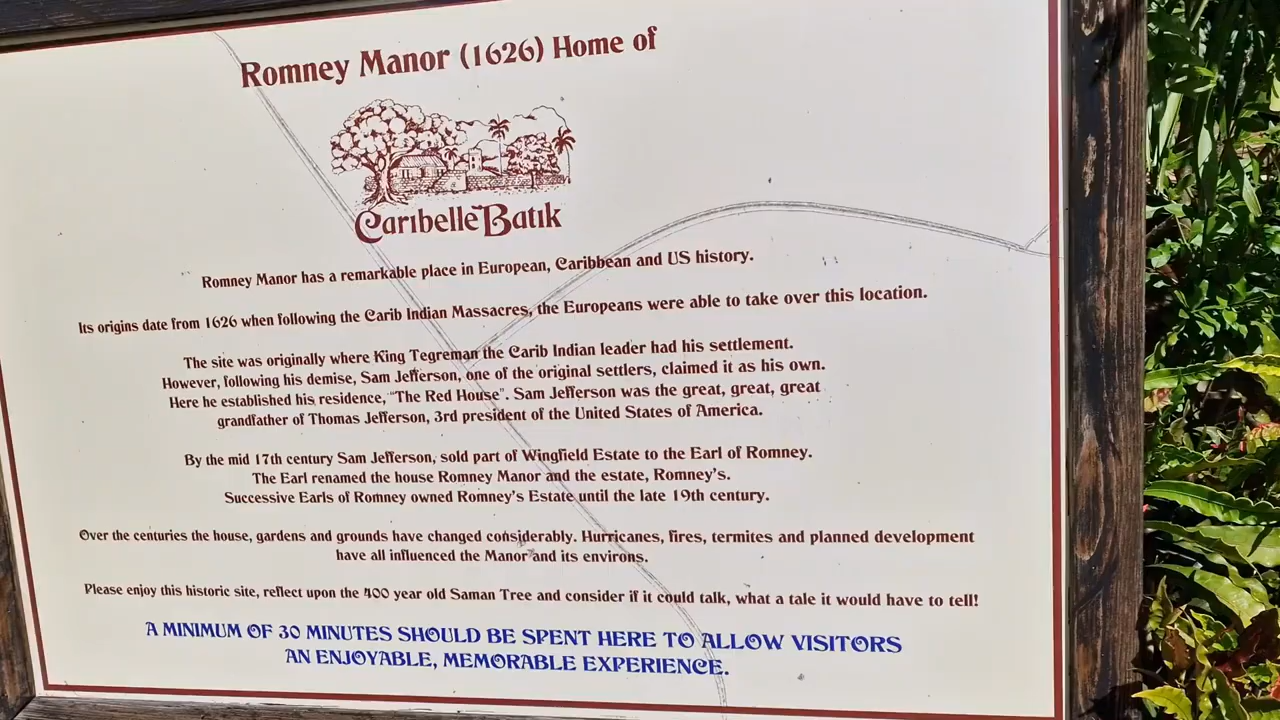 Romney Manor (1626) Home of
Caribelle Batik
Romney Manor has a remarkable place in European, Caribbean and US history.
Its origins date from 1626 when following the Carib Indian Massacres, the Europeans were able to take over this location.
The site was originally where King Tegreman the Carib Indian leader had his settlement.
However, following his demise, Sam Jefferson, one of the original settlers, claimed it as his own.
Here he established his residence, "The Red House". Sam Jefferson was the great, great, great
grandfather of Thomas Jefferson, 3rd president of the United States of America.
By the mid 17th century Sam Jefferson, sold part of Wingfield Estate to the Earl of Romney.
The Earl renamed the house Romney Manor and the estate, Romney's.
Successive Earls of Romney owned Romney's Estate until the late 19th century.
Over the centuries the house, gardens and grounds have changed considerably. Hurricanes, fires, termites and planned development
have all influenced the Manor and its environs.
Please enjoy this historic site, reflect upon the 400 year old Saman Tree and consider if it could talk, what a tale it would have to tell!
A MINIMUM OF 30 MINUTES SHOULD BE SPENT HERE TO ALLOW VISITORS
AN ENJOYABLE, MEMORABLE EXPERIENCE.